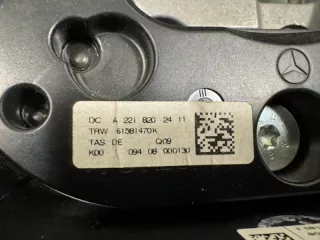 DC A 221 820 24 11
TRW 61581470K
TAS DE Q09
K00 094 08 000130